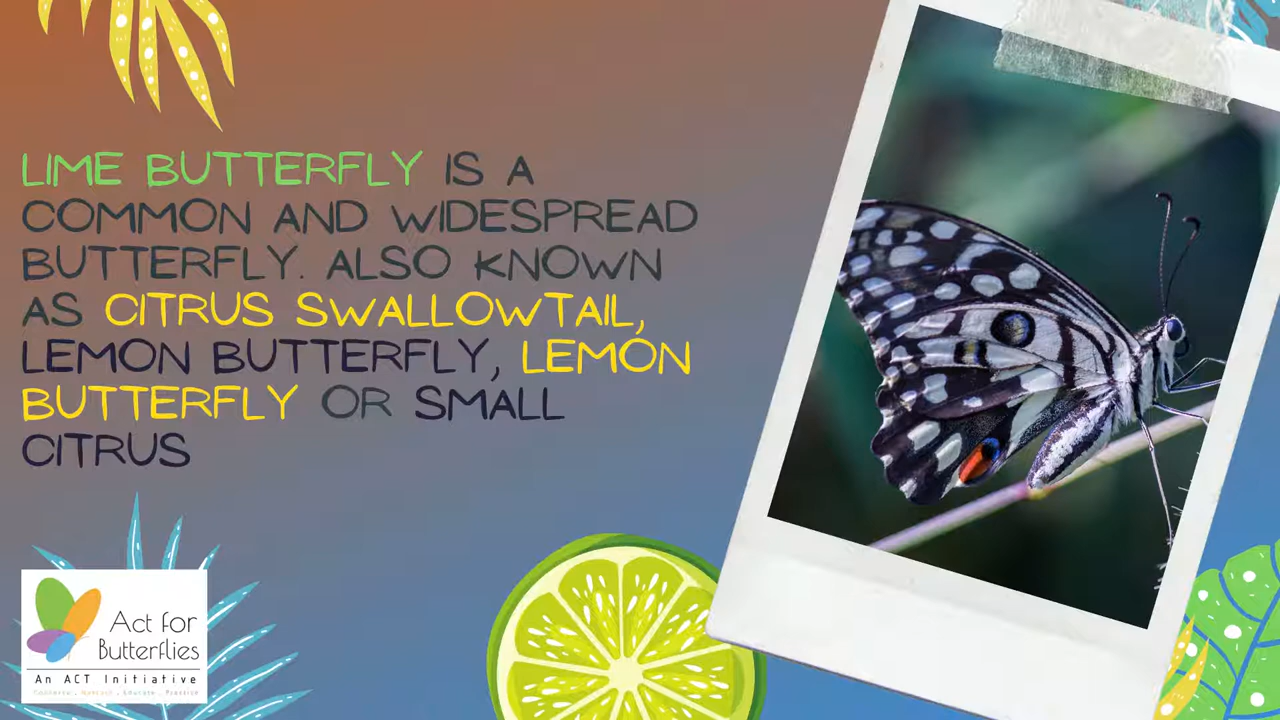 LIME BUTTERFLY IS A
COMMON AND WIDESPREAD
BUTTERFLY. ALSO KNOWN
AS CITRUS SWALLOWTAIL,
LEMON BUTTERFLY, LEMON
BUTTERFLY OR SMALL
CITRUS
Act for
Butterflies
An ACT Initiative